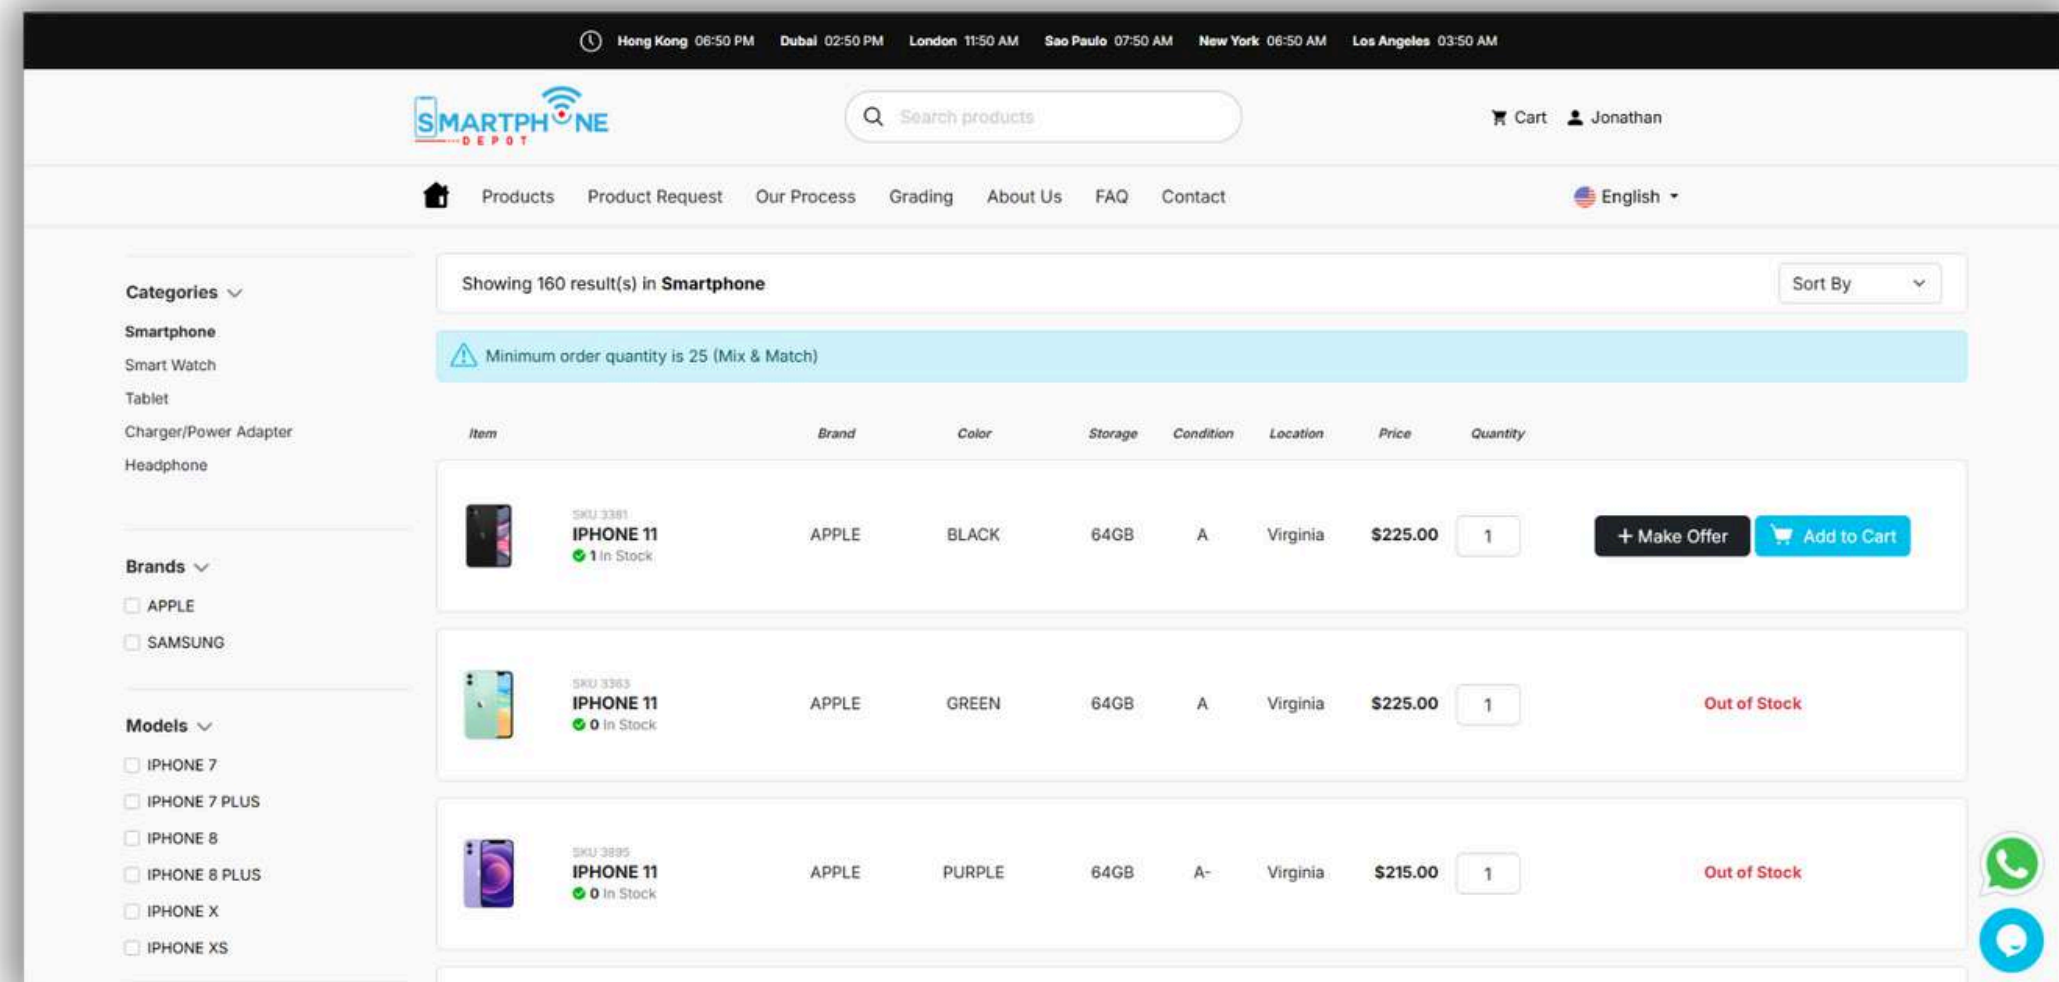 Hong Kong 06:50 PM Dubai 02:50 PM London 11:50 AM Sao Paulo 07:50 AM New York 06:50 AM Los Angeles 03:50 AM
SMARTPHONE
DEPOT
Search products
Cart Jonathan
Products Product Request Our Process Grading About Us FAQ Contact
English
Categories
Smartphone
Smart Watch
Tablet
Charger/Power Adapter
Headphone
Brands
APPLE
SAMSUNG
Models
IPHONE 7
IPHONE 7 PLUS
IPHONE 8
IPHONE 8 PLUS
IPHONE X
IPHONE XS
Showing 160 result(s) in Smartphone
Sort By
Minimum order quantity is 25 (Mix & Match)
Item Brand Color Storage Condition Location Price Quantity
SKU 3381
IPHONE 11 APPLE BLACK 64GB A Virginia $225.00 1 + Make Offer Add to Cart
1 In Stock
SKU 3363
IPHONE 11 APPLE GREEN 64GB A Virginia $225.00 1 Out of Stock
0 In Stock
SKU 3895
IPHONE 11 APPLE PURPLE 64GB A- Virginia $215.00 1 Out of Stock
0 In Stock